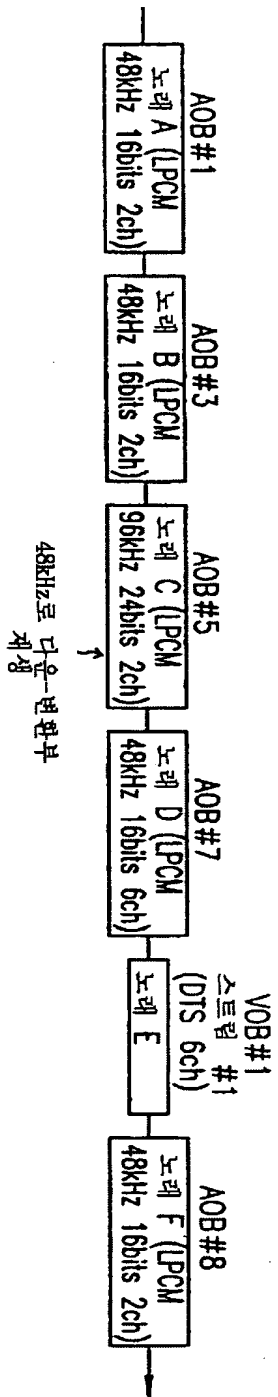 AOB#1
노래 A (LPCM
48kHz 16bits 2ch)
AOB#3
노래 B (LPCM
48kHz 16bits 2ch)
AOB#5
노래 C (LPCM
96kHz 24bits 2ch)
48kHz로 다운-변환부
재생
AOB#7
노래 D (LPCM
48kHz 16bits 6ch)
VOB#1
스트림 #1
(DTS 6ch)
노래 E
AOB#8
노래 F (LPCM
48kHz 16bits 2ch)